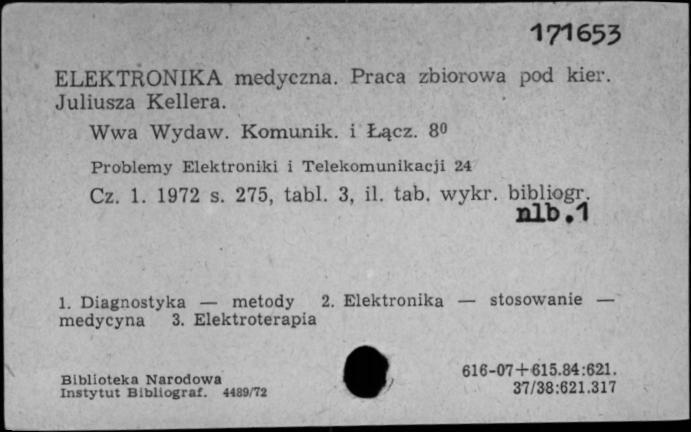 171653
ELEKTRONIKA medyczna. Praca zbiorowa pod kier.
Juliusza Kellera.
Wwa Wydaw. Komunik. i Łącz. 8⁰
Problemy Elektroniki i Telekomunikacji 24
Cz. 1. 1972 s. 275, tabl. 3, il. tab. wykr. bibliogr.
nlb.1
1. Diagnostyka — metody 2. Elektronika — stosowanie —
medycyna 3. Elektroterapia
616-07+615.84:621.
Biblioteka Narodowa
37/38:621.317
Instytut Bibliograf. 4489/72